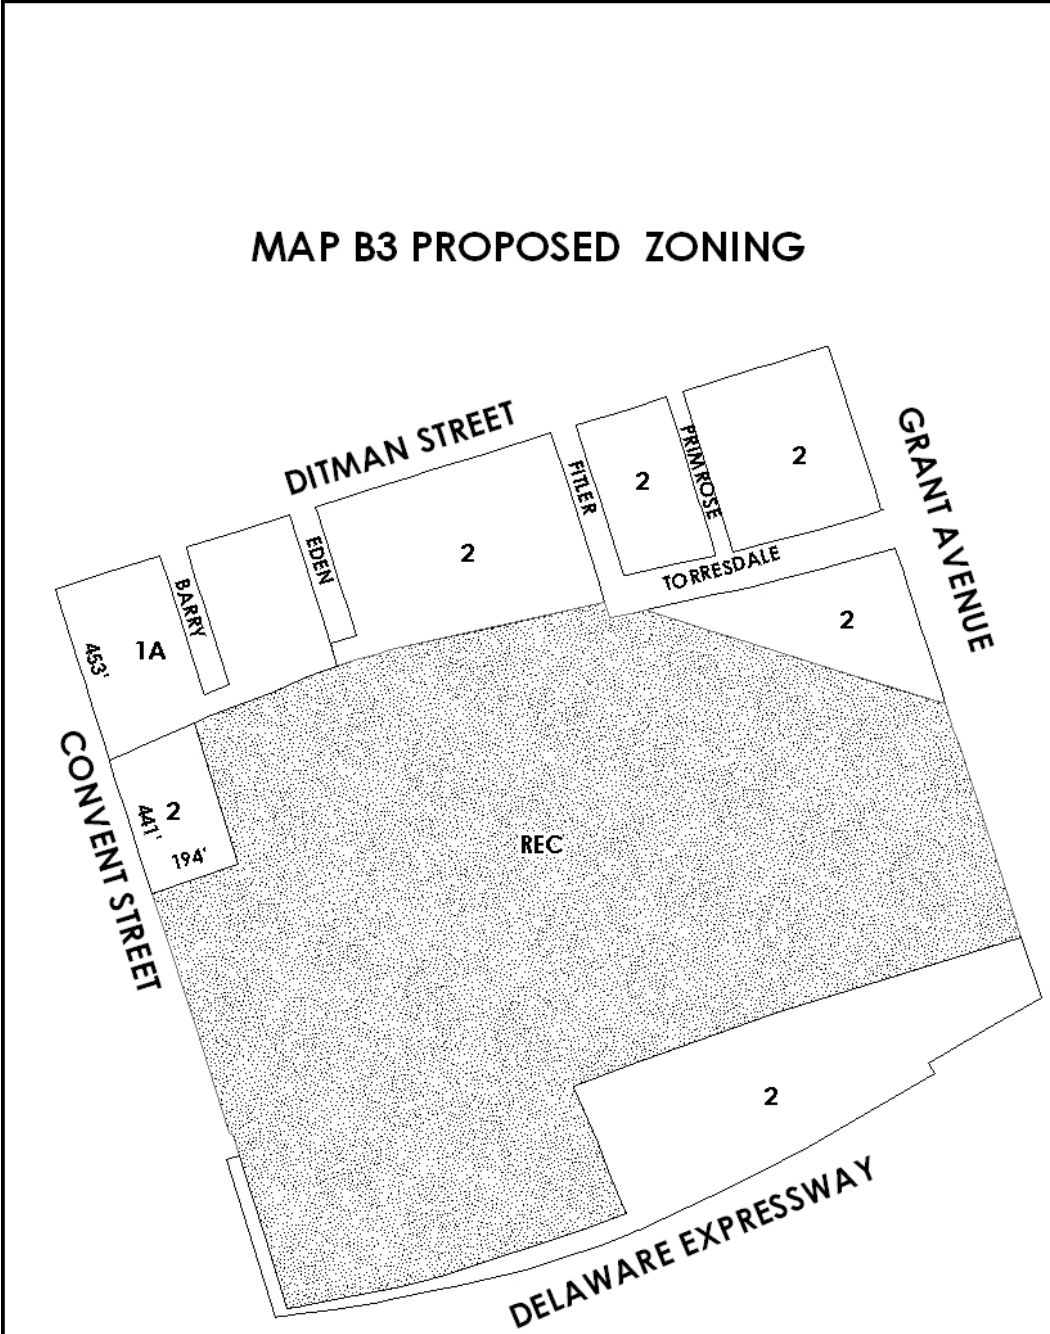 MAP B3 PROPOSED ZONING
DITMAN STREET
GRANT AVENUE
FITLER
PRIMROSE
2
2
2
EDEN
TORRESDALE
BARRY
2
1A
453'
CONVENT STREET
2
441'
194'
REC
2
DELAWARE EXPRESSWAY